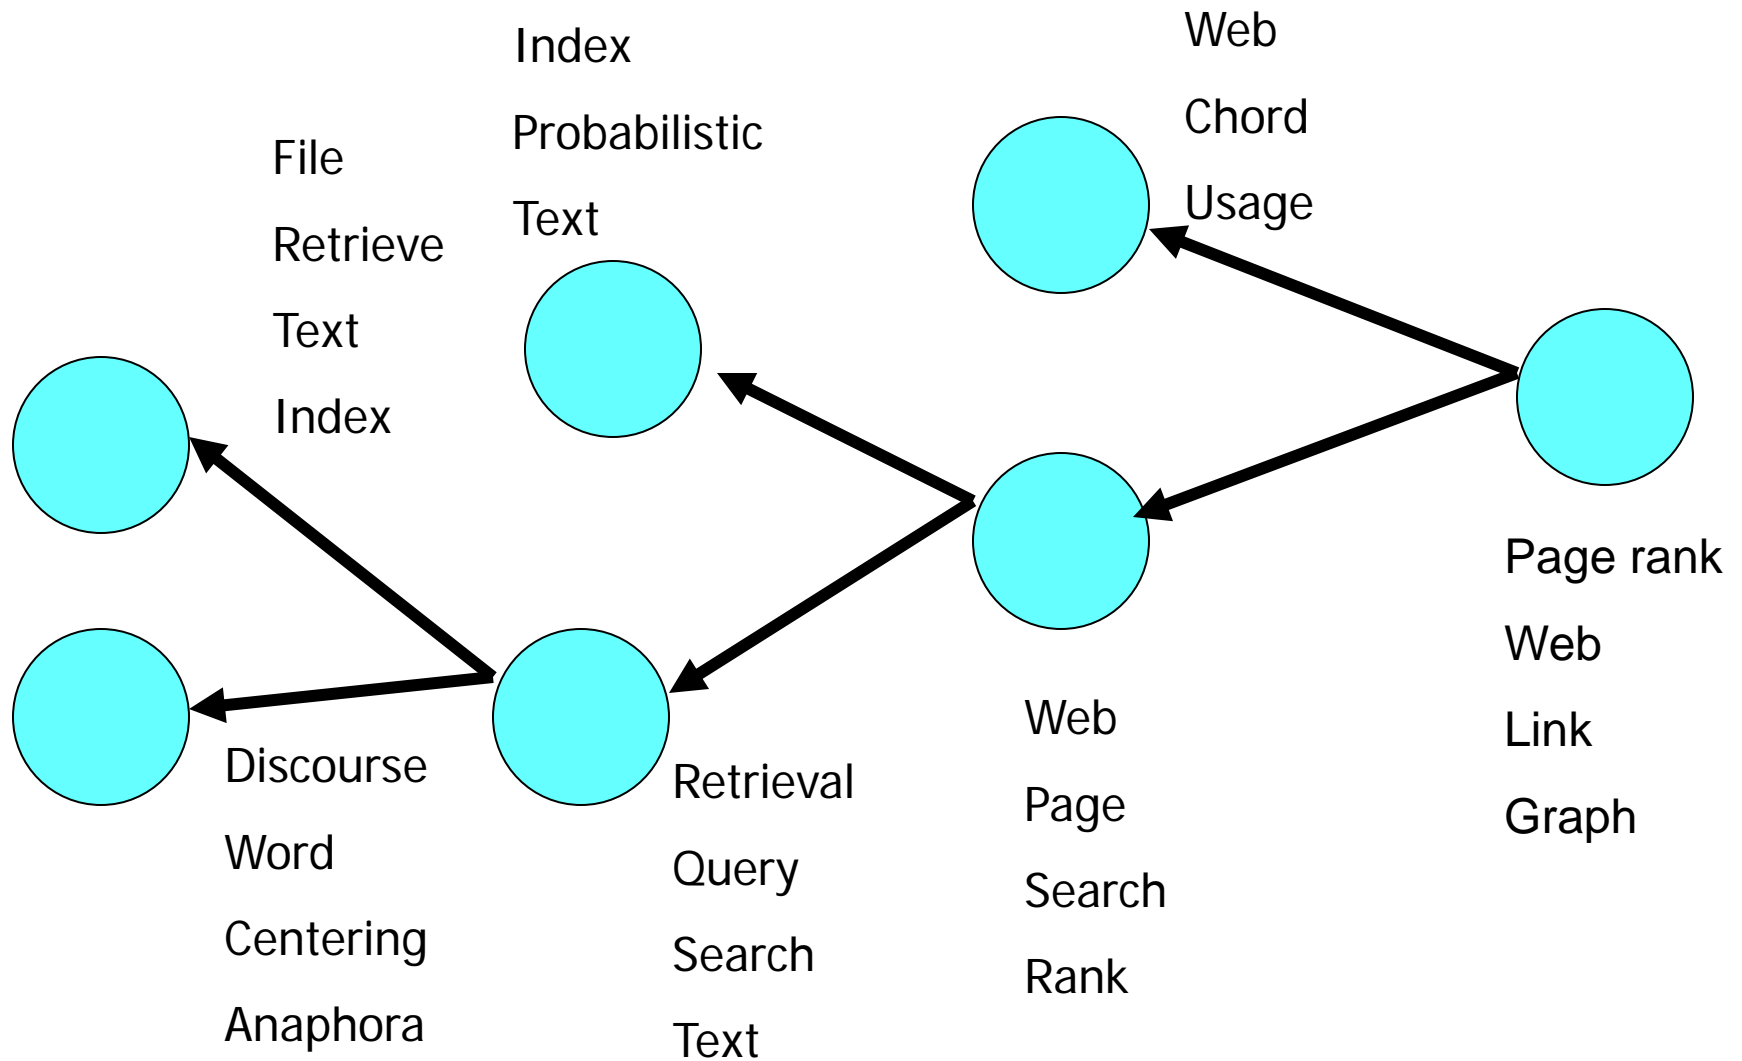 File
Retrieve
Text
Index
Index
Probabilistic
Text
Web
Chord
Usage
Discourse
Word
Centering
Anaphora
Retrieval
Query
Search
Text
Web
Page
Search
Rank
Page rank
Web
Link
Graph